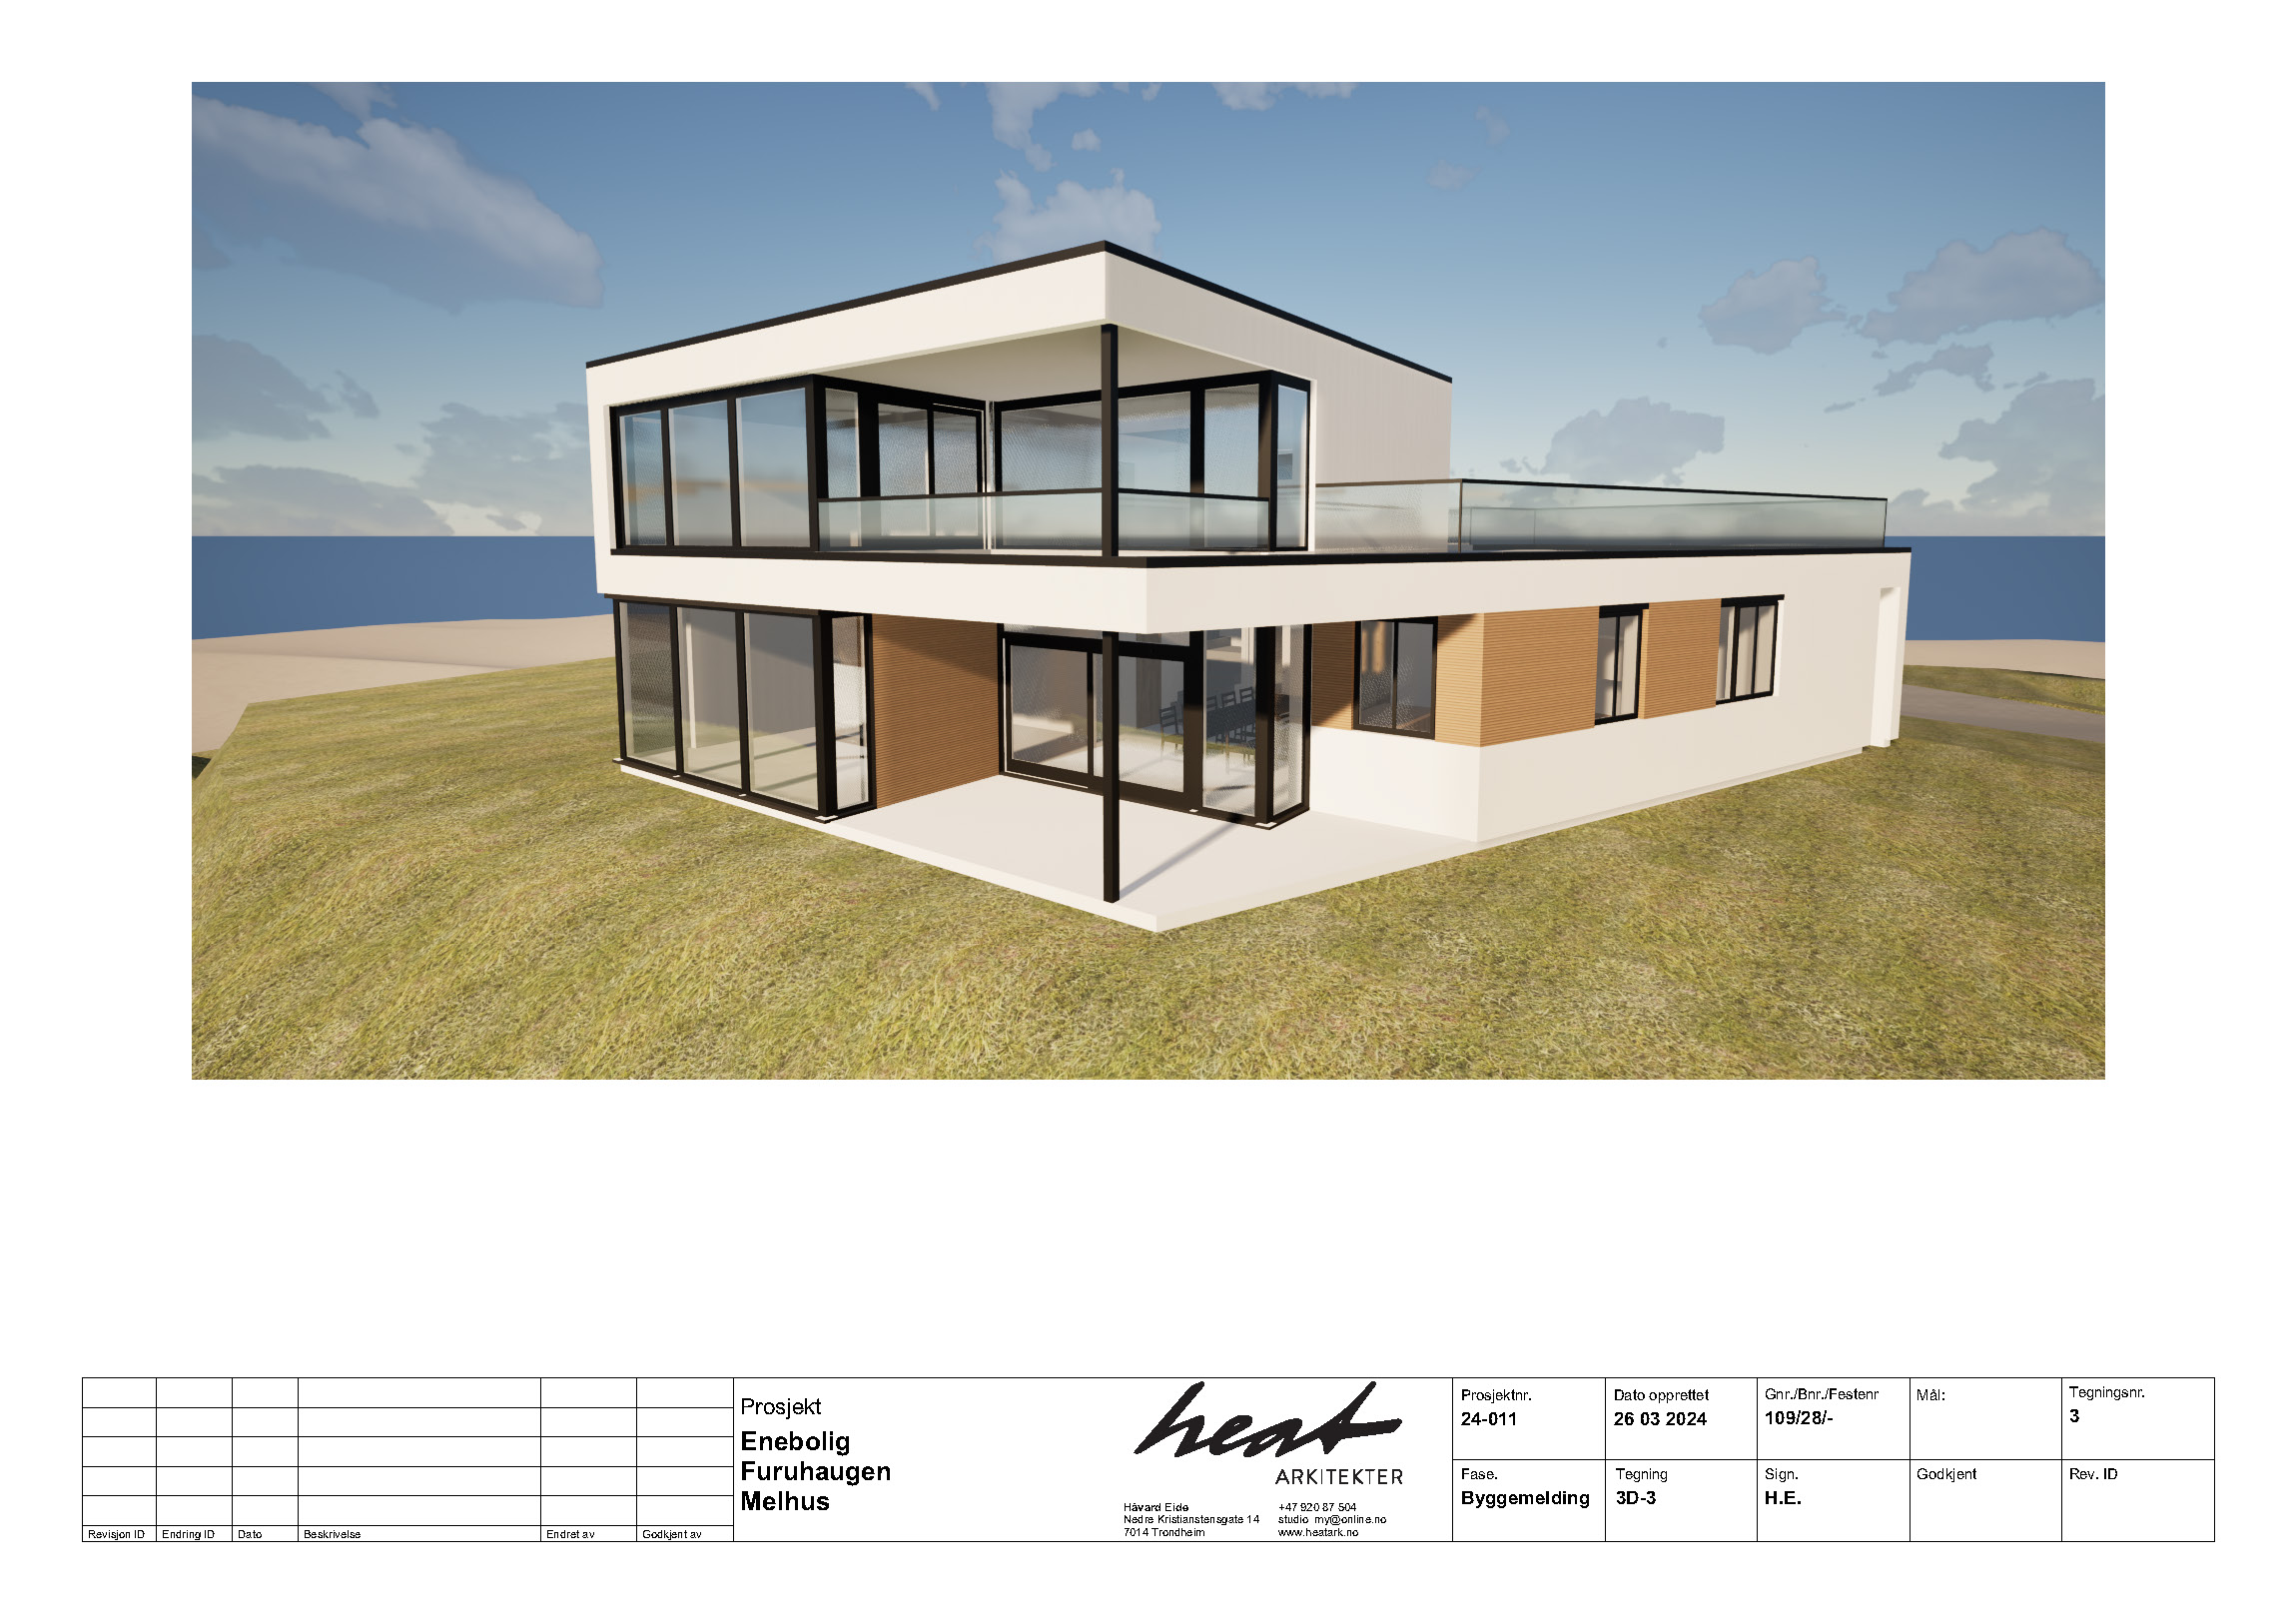 Revisjon ID Endring ID Dato Beskrivelse Endret av Godkjent av
Prosjekt
Enebolig
Furuhaugen
Melhus
heat
ARKITEKTER
Håvard Eide +47 920 87 504
Nedre Kristianstensgate 14 studio_my@online.no
7014 Trondheim www.heatark.no
Prosjektnr.
24-011
Dato opprettet
26 03 2024
Gnr./Bnr./Festenr
109/28/-
Mål:
Tegningsnr.
3
Fase.
Byggemelding
Tegning
3D-3
Sign.
H.E.
Godkjent
Rev. ID